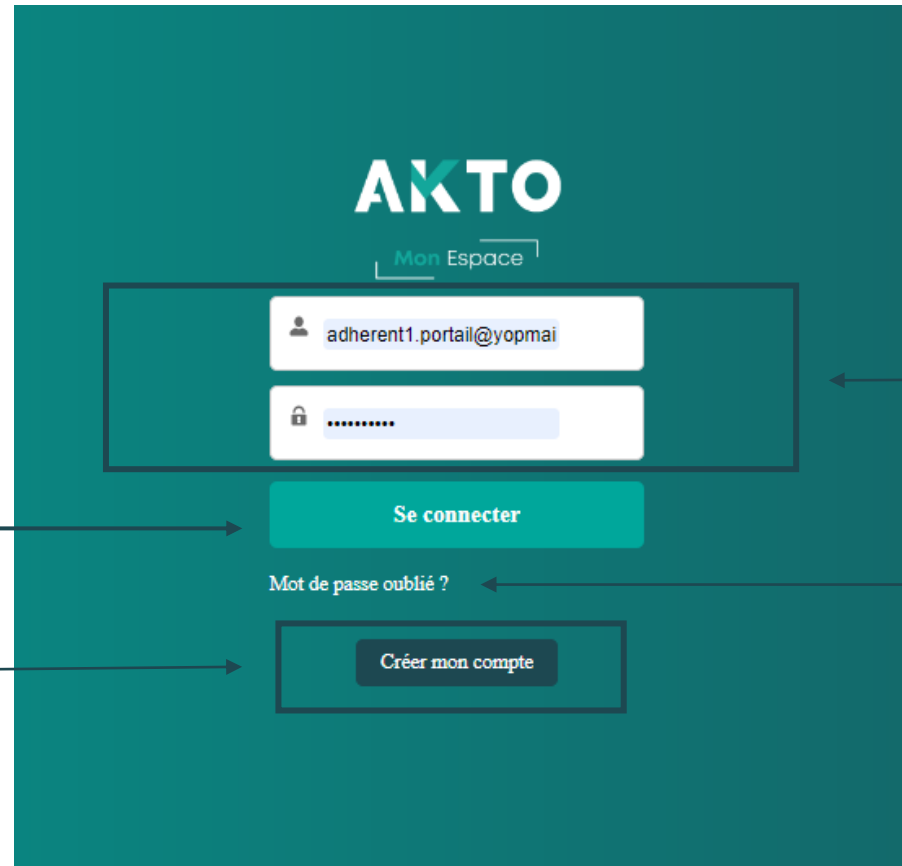 AKTO
Mon Espace
adherent1.portail@yopmai
••••••••••
Se connecter
Mot de passe oublié ?
Créer mon compte